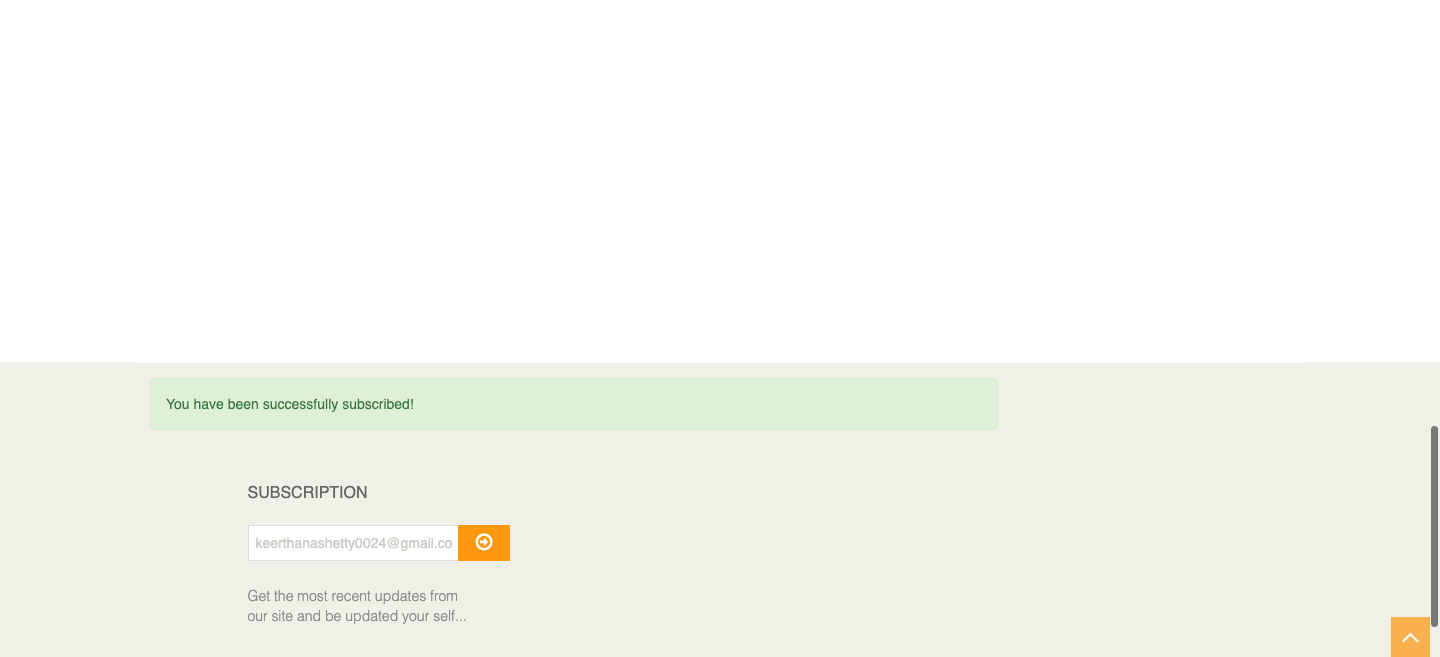 You have been successfully subscribed!
SUBSCRIPTION
keerthanashetty0024@gmail.co
Get the most recent updates from
our site and be updated your self...